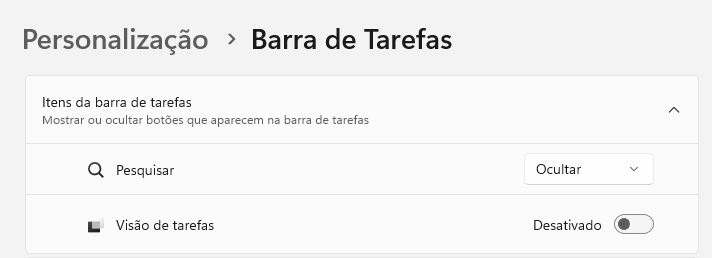 Personalização > Barra de Tarefas
Itens da barra de tarefas
Mostrar ou ocultar botões que aparecem na barra de tarefas
Pesquisar Ocultar
Visão de tarefas Desativado